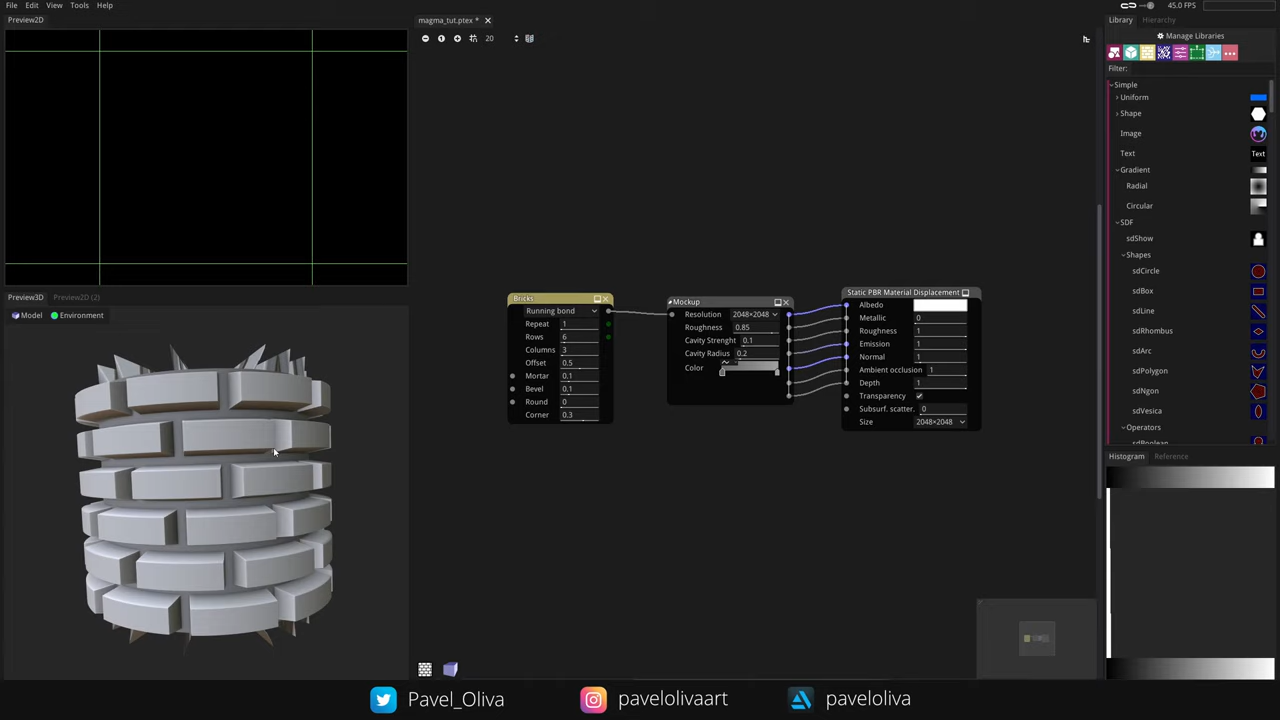 File Edit View Tools Help
45.0 FPS
Preview2D
magma_tut.ptex *
Library Hierarchy
20
Manage Libraries
Filter:
Simple
Uniform
Shape
Image
Text Text
Gradient
Radial
Circular
SDF
sdShow
Shapes
sdCircle
sdBox
sdLine
sdRhombus
sdArc
sdPolygon
sdNgon
sdVesica
Operators
sdBoolean
Histogram Reference
Preview3D Preview2D (2)
Model Environment
Bricks
Running bond
Repeat 1
Rows 6
Columns 3
Offset 0.5
Mortar 0.1
Bevel 0.1
Round 0
Corner 0.3
Mockup
Resolution 2048×2048
Roughness 0.85
Cavity Strenght 0.1
Cavity Radius 0.2
Color
Static PBR Material Displacement
Albedo
Metallic 0
Roughness 1
Emission 1
Normal 1
Ambient occlusion 1
Depth 1
Transparency
Subsurf. scatter. 0
Size 2048×2048
Pavel_Oliva pavelolivaart paveloliva